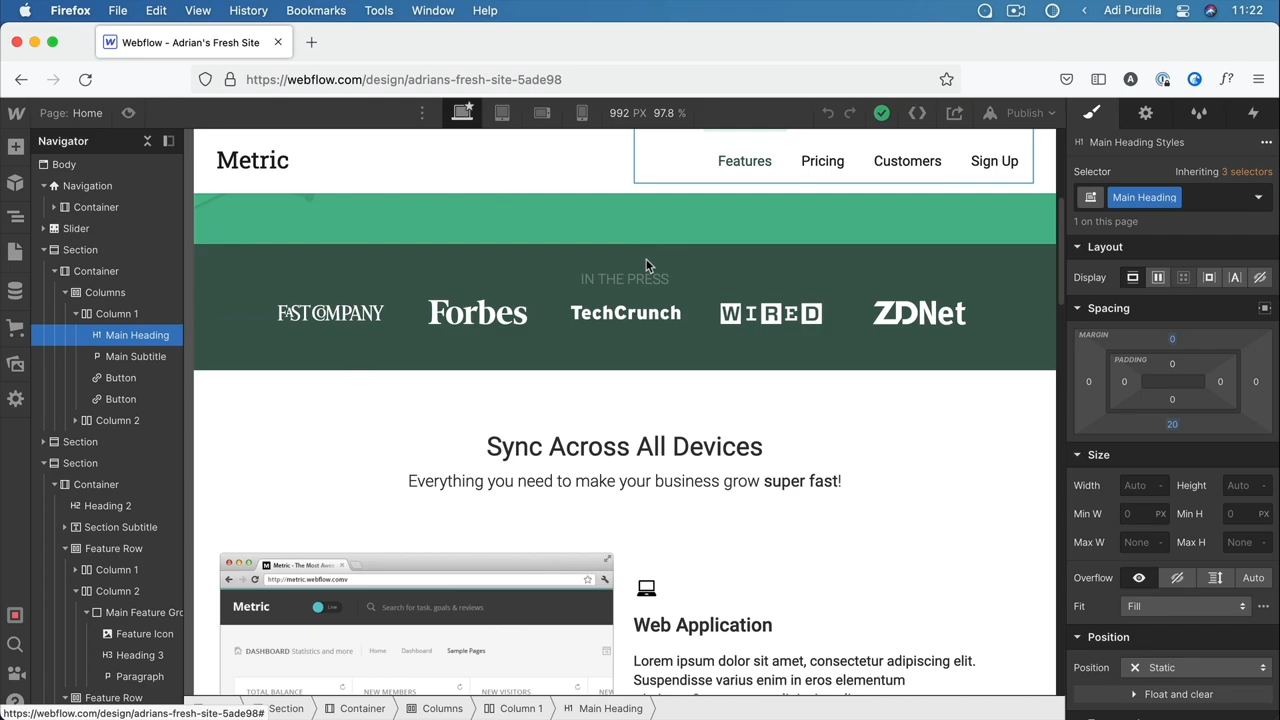 Firefox File Edit View History Bookmarks Tools Window Help Adi Purdila 11:22
W Webflow - Adrian's Fresh Site
https://webflow.com/design/adrians-fresh-site-5ade98
Page: Home 992 PX 97.8 % Publish
Navigator
Body
Navigation
Container
Slider
Section
Container
Columns
Column 1
H1 Main Heading
P Main Subtitle
Button
Button
Column 2
Section
Section
Container
H2 Heading 2
T Section Subtitle
Feature Row
Column 1
Column 2
Main Feature Gro
Feature Icon
H3 Heading 3
P Paragraph
Feature Row
https://webflow.com/design/adrians-fresh-site-5ade98#
Metric
Features Pricing Customers Sign Up
IN THE PRESS
FAST COMPANY Forbes TechCrunch WIRED ZDNet
Sync Across All Devices
Everything you need to make your business grow super fast!
M Metric - The Most Awes
http://metric.webflow.comv
Metric Live Search for task, goals & reviews
DASHBOARD Statistics and more Home Dashboard Sample Pages
TOTAL BALANCE NEW MEMBERS NEW VISITORS NEW
Web Application
Lorem ipsum dolor sit amet, consectetur adipiscing elit.
Suspendisse varius enim in eros elementum
Section Container Columns Column 1 H1 Main Heading
H1 Main Heading Styles
Selector Inheriting 3 selectors
Main Heading
1 on this page
Layout
Display
Spacing
MARGIN 0
PADDING 0
0 0 0 0
0
20
Size
Width Auto - Height Auto -
Min W 0 PX Min H 0 PX
Max W None - Max H None -
Overflow Auto
Fit Fill
Position
Position Static
Float and clear